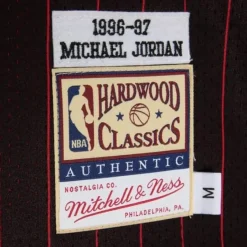 1996-97
MICHAEL JORDAN
HARDWOOD
NBA
CLASSICS
AUTHENTIC
NOSTALGIA CO.
Mitchell & Ness
PHILADELPHIA, PA.
M